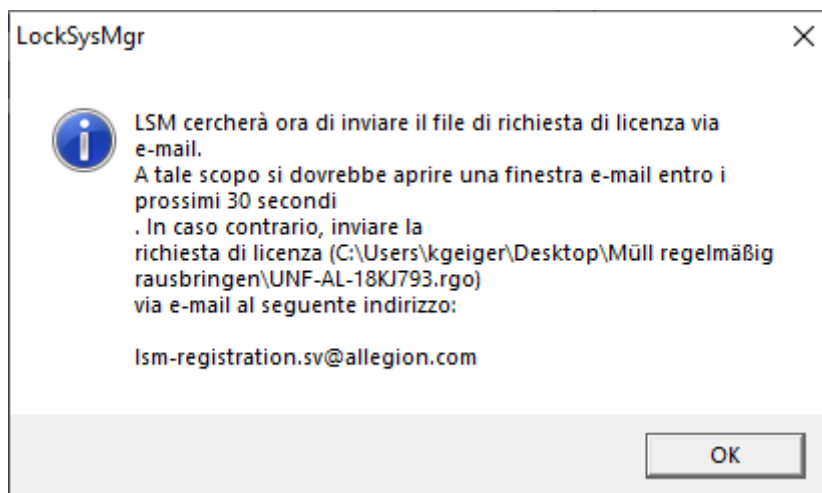 LockSysMgr
LSM cercherà ora di inviare il file di richiesta di licenza via
e-mail.
A tale scopo si dovrebbe aprire una finestra e-mail entro i
prossimi 30 secondi
. In caso contrario, inviare la
richiesta di licenza (C:\Users\kgeiger\Desktop\Müll regelmäßig
rausbringen\UNF-AL-18KJ793.rgo)
via e-mail al seguente indirizzo:
lsm-registration.sv@allegion.com
OK